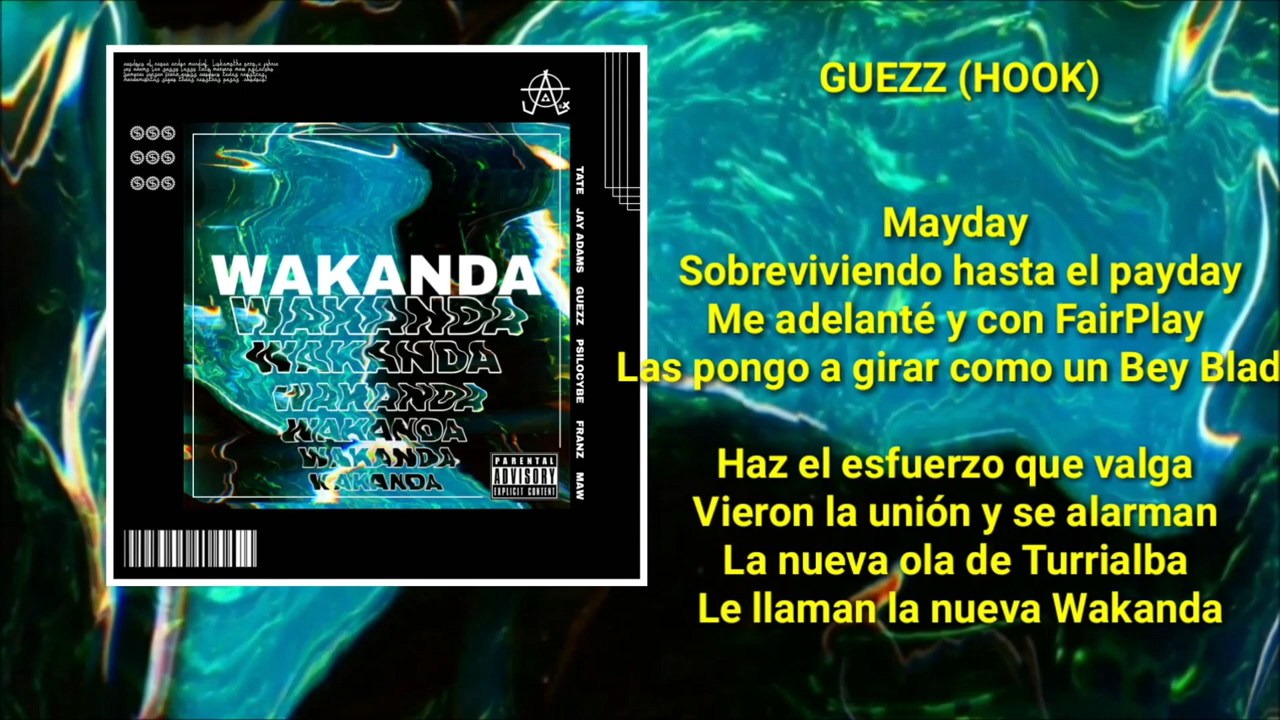 WAKANDA
WAKANDA
WAKANDA
WAKANDA
WAKANDA
WAKANDA
WAKANDA
TATE JAY ADAMS GUEZZ PSILOCYBE FRANZ MAW
PARENTAL
ADVISORY
EXPLICIT CONTENT
GUEZZ (HOOK)
Mayday
Sobreviviendo hasta el payday
Me adelanté y con FairPlay
Las pongo a girar como un Bey Blad
Haz el esfuerzo que valga
Vieron la unión y se alarman
La nueva ola de Turrialba
Le llaman la nueva Wakanda